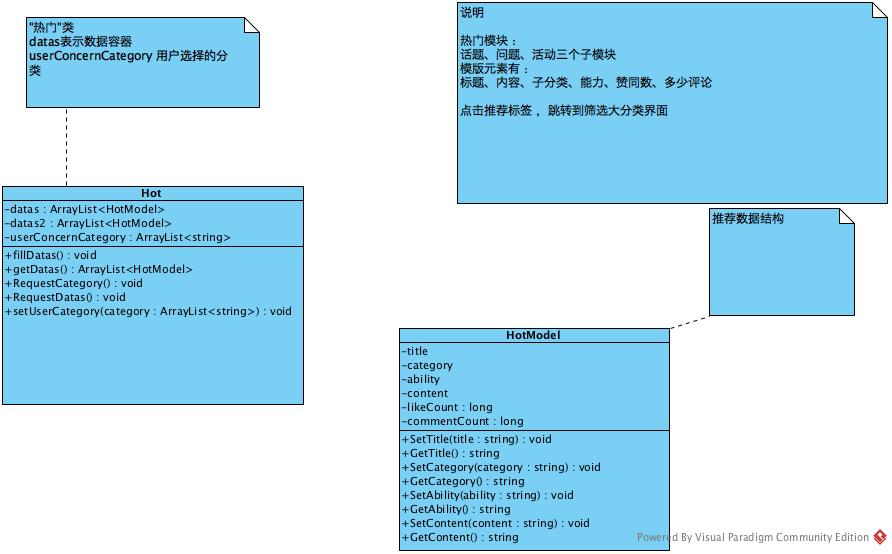 "热门"类
datas表示数据容器
userConcernCategory 用户选择的分
类
说明
热门模块：
话题、问题、活动三个子模块
模版元素有：
标题、内容、子分类、能力、赞同数、多少评论
点击推荐标签， 跳转到筛选大分类界面
Hot
-datas : ArrayList<HotModel>
-datas2 : ArrayList<HotModel>
-userConcernCategory : ArrayList<string>
+fillDatas() : void
+getDatas() : ArrayList<HotModel>
+RequestCategory() : void
+RequestDatas() : void
+setUserCategory(category : ArrayList<string>) : void
推荐数据结构
HotModel
-title
-category
-ability
-content
-likeCount : long
-commentCount : long
+SetTitle(title : string) : void
+GetTitle() : string
+SetCategory(category : string) : void
+GetCategory() : string
+SetAbility(ability : string) : void
+GetAbility() : string
+SetContent(content : string) : void
+GetContent() : string
Powered By Visual Paradigm Community Edition